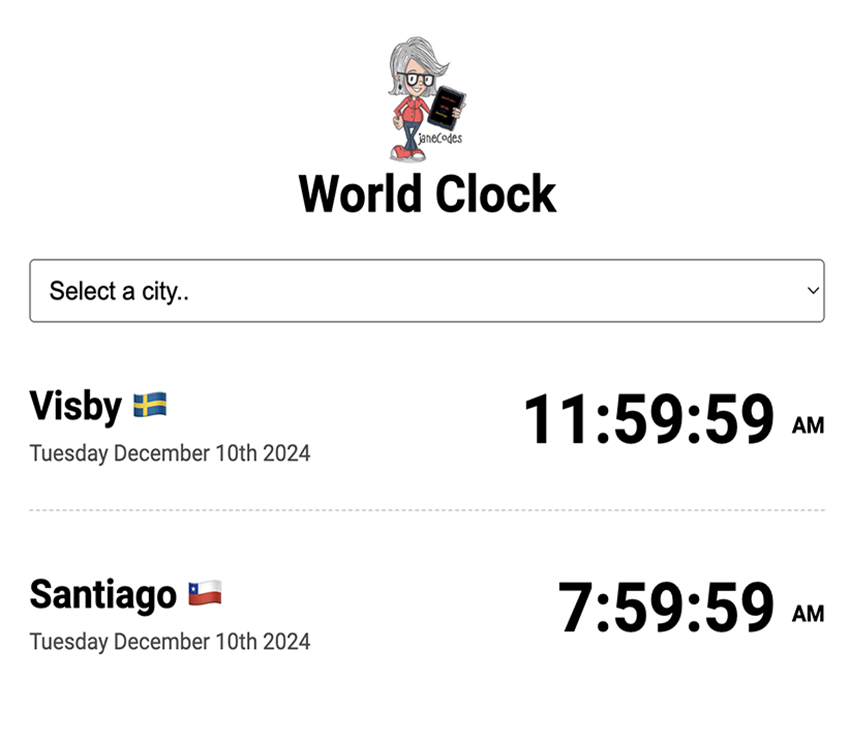 janeCodes
World Clock
Select a city..
Visby
11:59:59 AM
Tuesday December 10th 2024
Santiago
7:59:59 AM
Tuesday December 10th 2024